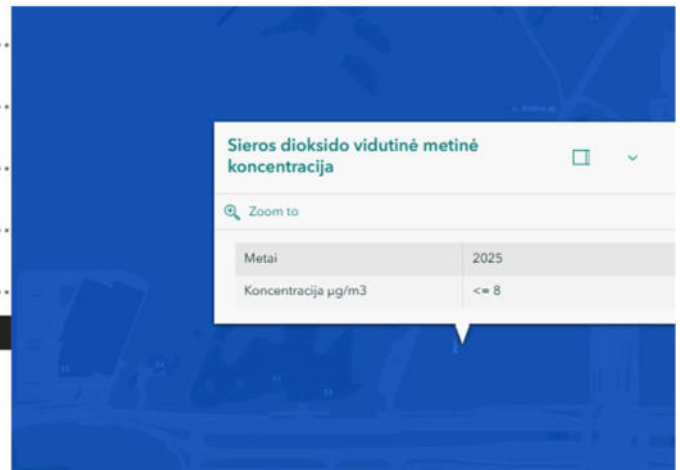 Sieros dioksido vidutinė metinė
koncentracija
Zoom to
Metai 2025
Koncentracija µg/m3 <= 8